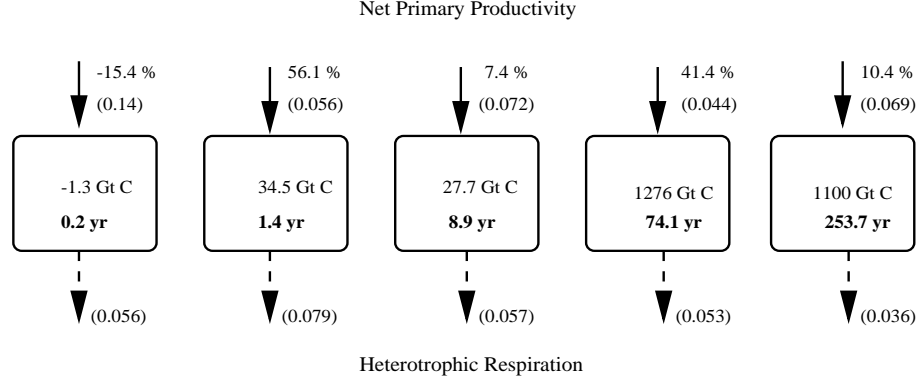 Net Primary Productivity
-15.4 % 56.1 % 7.4 % 41.4 % 10.4 %
(0.14) (0.056) (0.072) (0.044) (0.069)
-1.3 Gt C 34.5 Gt C 27.7 Gt C 1276 Gt C 1100 Gt C
0.2 yr 1.4 yr 8.9 yr 74.1 yr 253.7 yr
(0.056) (0.079) (0.057) (0.053) (0.036)
Heterotrophic Respiration